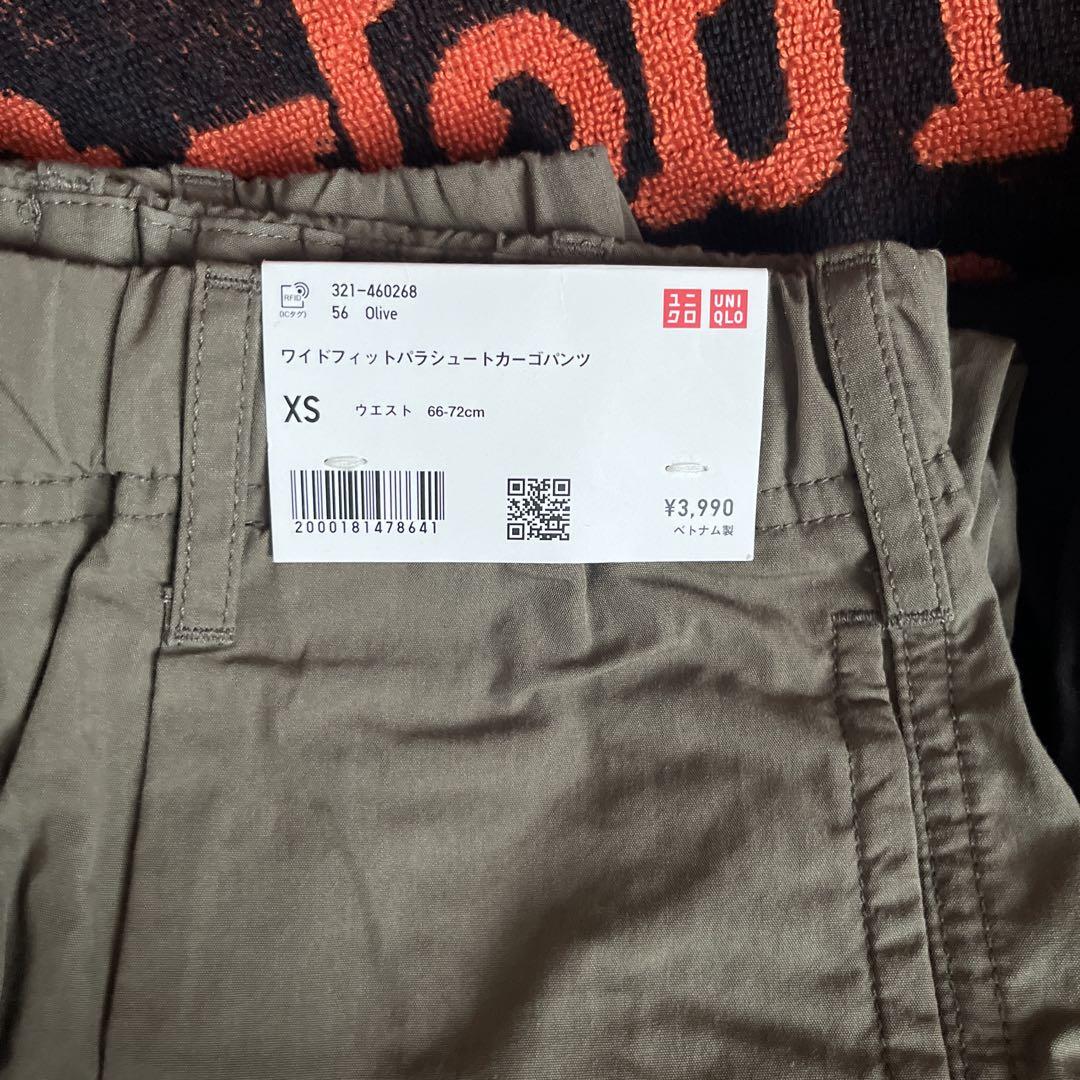 RFID
(ICタグ)
321-460268
56 Olive
ユニ
クロ
UNI
QLO
ワイドフィットパラシュートカーゴパンツ
XS ウエスト 66-72cm
2000181478641
¥3,990
ベトナム製